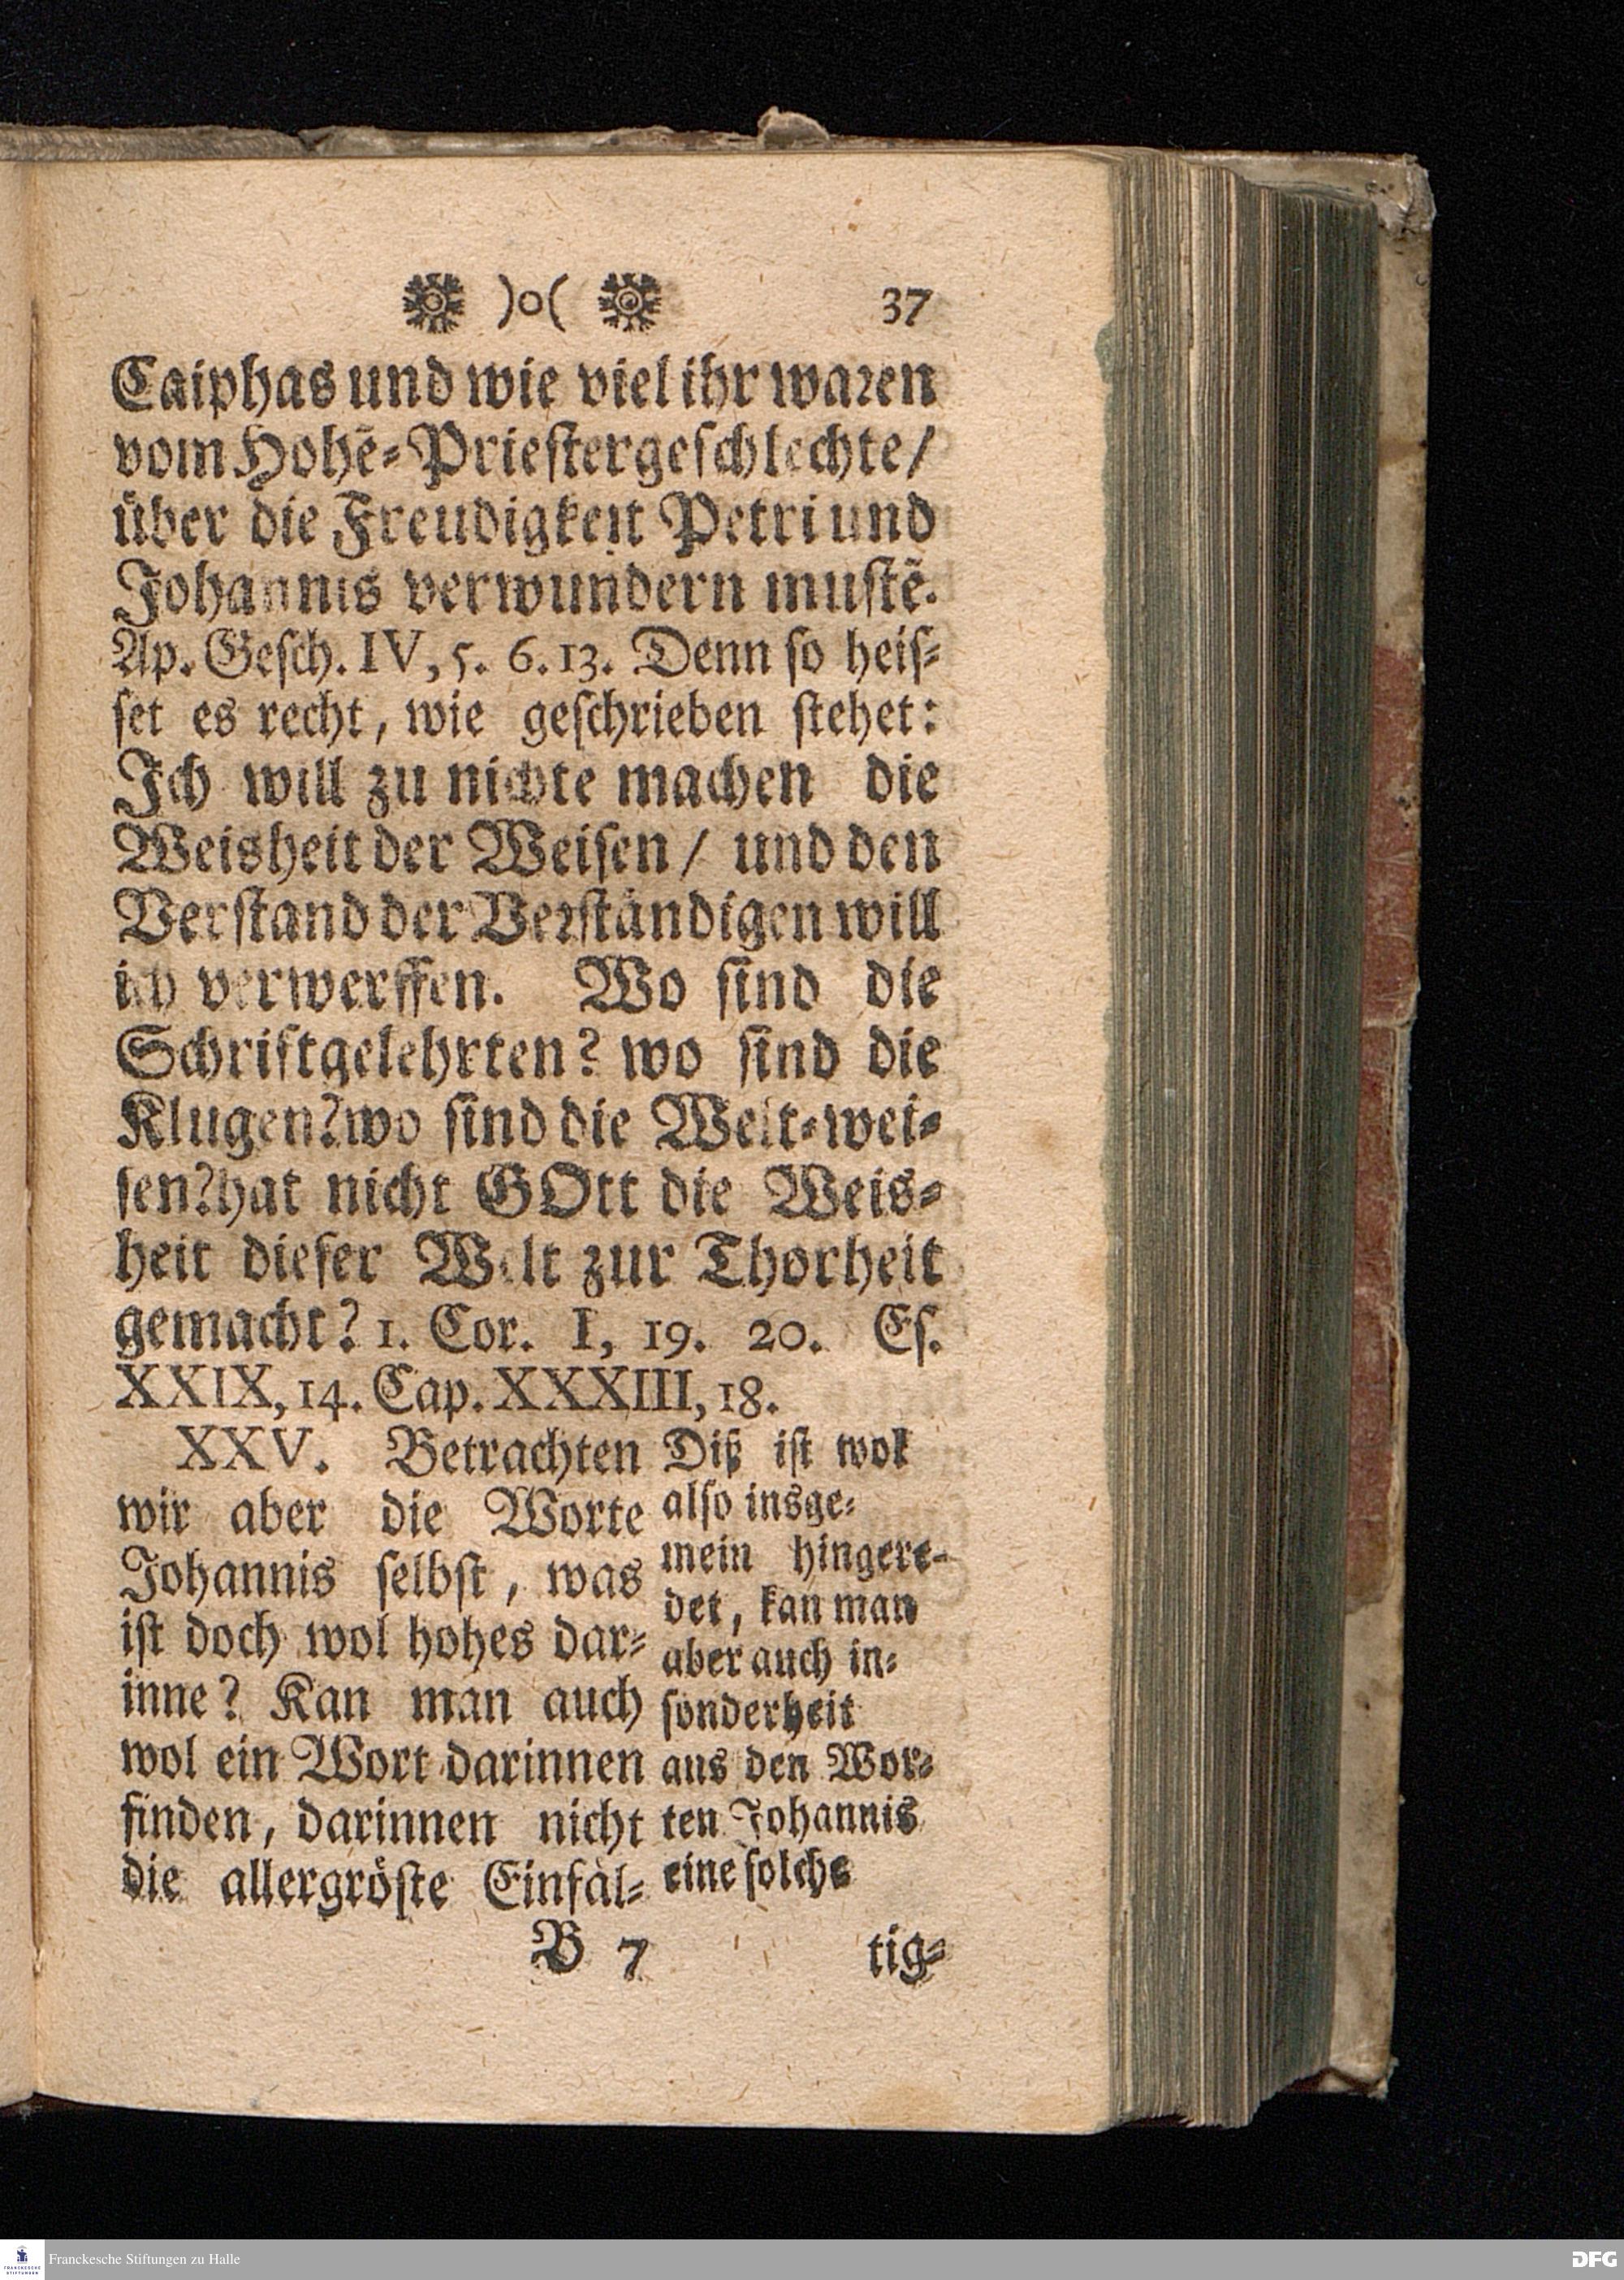 )o( 37
Caiphas und wie viel ihr waren
vom Hohē-Priestergeschlechte/
über die Freudigkeit Petri und
Johannis verwundern mustē.
Ap. Gesch. IV, 5. 6. 13. Denn so heis-
set es recht, wie geschrieben stehet:
Ich will zu nichte machen die
Weisheit der Weisen/ und den
Verstand der Verständigen will
ich verwerffen. Wo sind die
Schriftgelehrten? wo sind die
Klugen? wo sind die Welt-wei-
sen? hat nicht GOtt die Weis-
heit dieser Welt zur Thorheit
gemacht? 1. Cor. I, 19. 20. Es.
XXIX, 14. Cap. XXXIII, 18.
XXV. Betrachten
wir aber die Worte
Johannis selbst, was
ist doch wol hohes dar-
inne? Kan man auch
wol ein Wort darinnen
finden, darinnen nicht
die allergröste Einfäl-
Diß ist wol
also insge-
mein hingere-
det, kan man
aber auch in-
sonderheit
aus den Wor-
ten Johannis
eine solche
B 7 tig-
FRANCKESCHE
STIFTUNGEN
Franckesche Stiftungen zu Halle
DFG